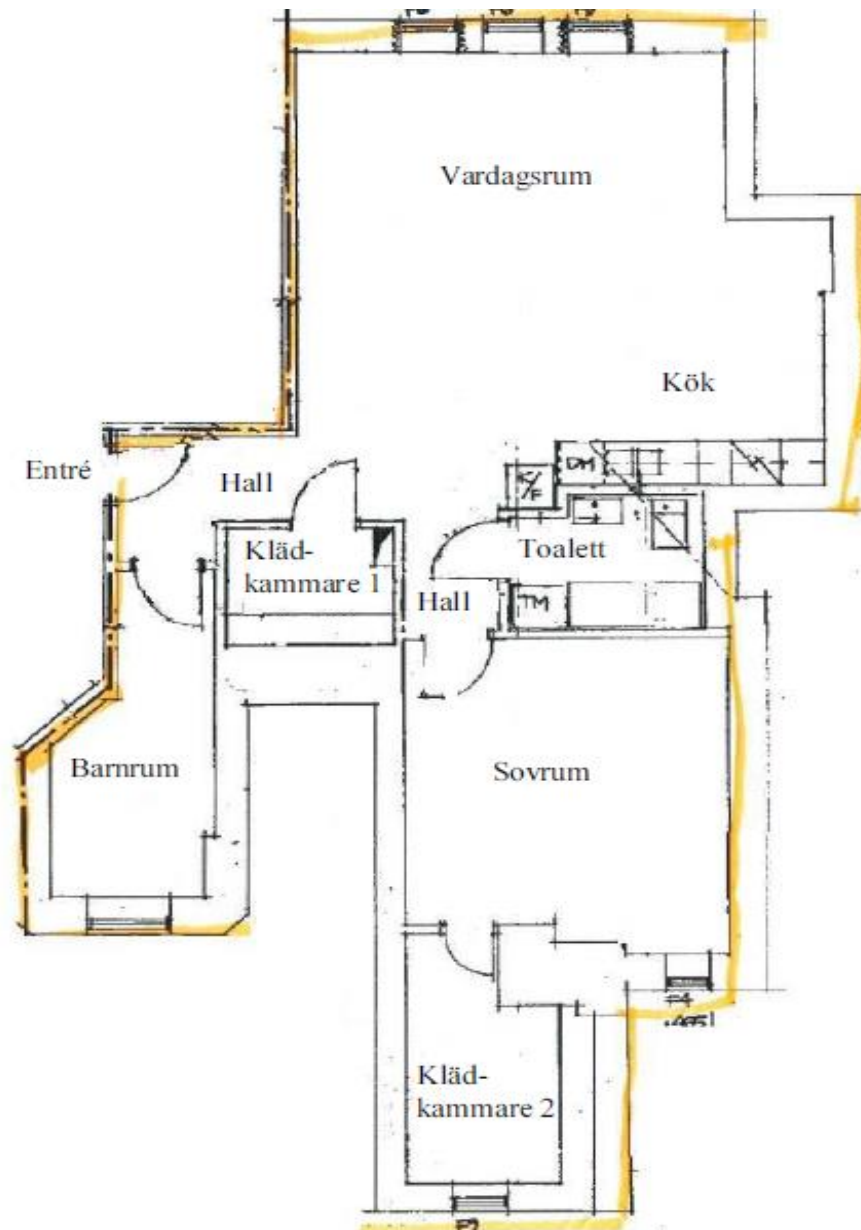 Vardagsrum
Kök
Entré
Hall
K/F
DM
Kläd-
kammare 1
Toalett
Hall
TM
Barnrum
Sovrum
Kläd-
kammare 2